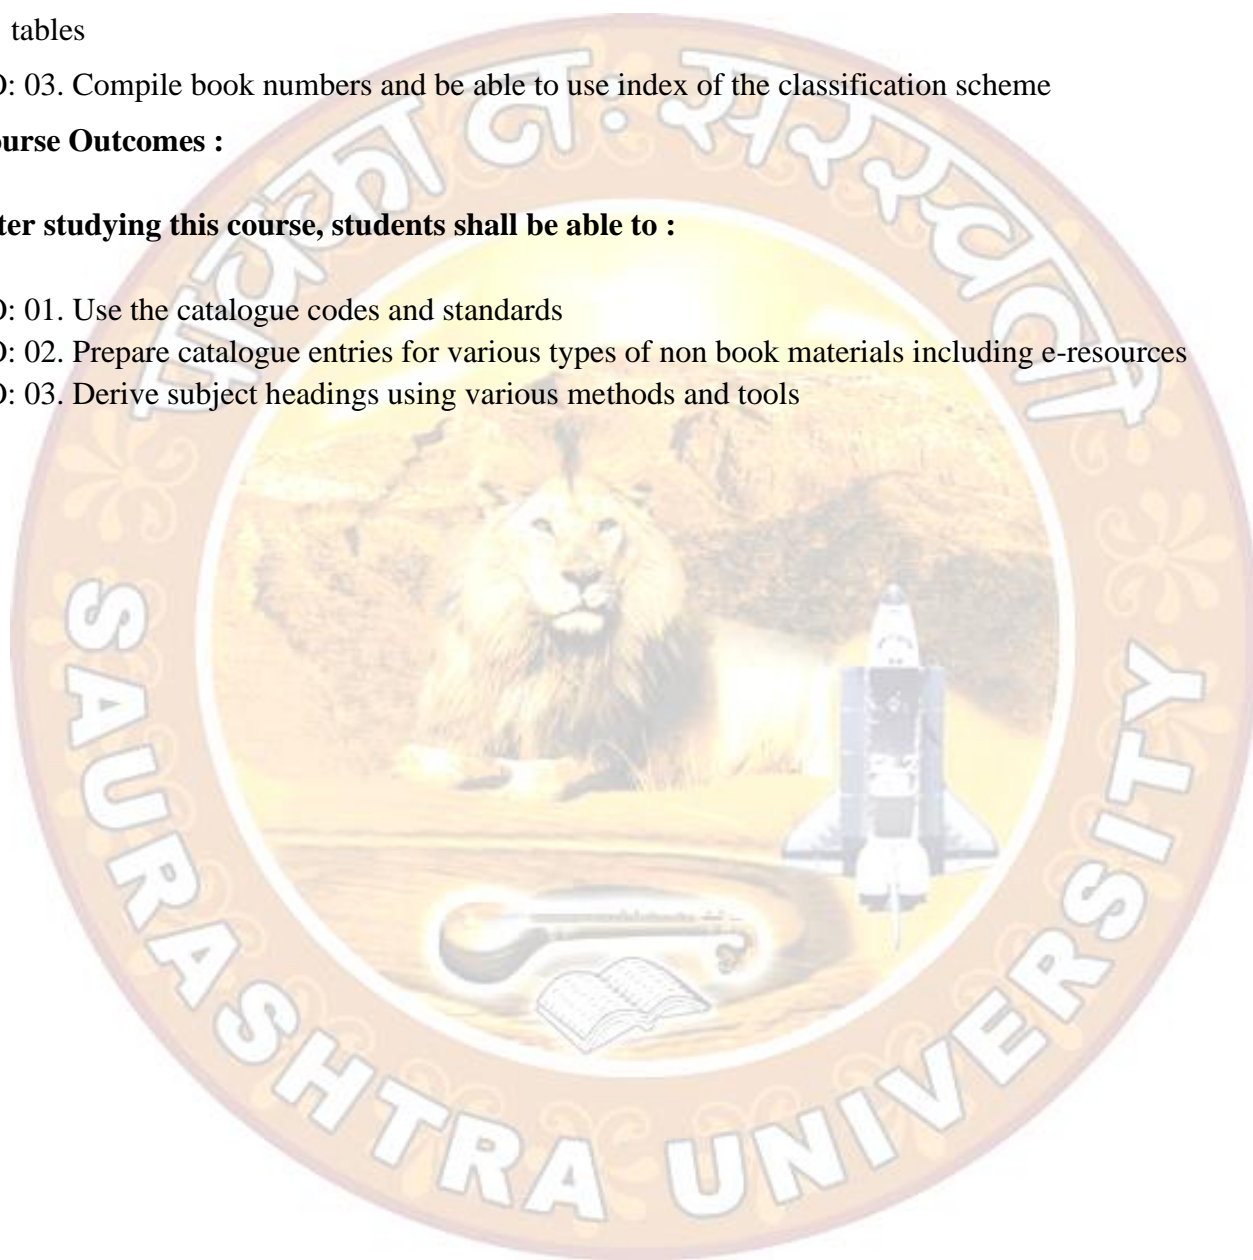 tables
: 03. Compile book numbers and be able to use index of the classification scheme
ourse Outcomes :
ter studying this course, students shall be able to :
: 01. Use the catalogue codes and standards
: 02. Prepare catalogue entries for various types of non book materials including e-resources
: 03. Derive subject headings using various methods and tools
पावका नः सरस्वती
SAURASHTRA UNIVERSITY